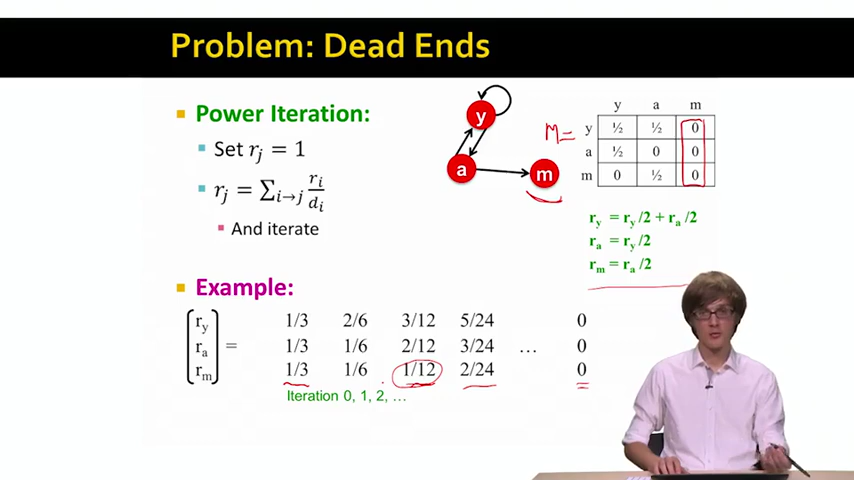 Problem: Dead Ends
Power Iteration:
Set r_j = 1
r_j = ∑_{i→j} r_i/d_i
And iterate
y
a
m
M =
y a m
y ½ ½ 0
a ½ 0 0
m 0 ½ 0
r_y = r_y/2 + r_a/2
r_a = r_y/2
r_m = r_a/2
Example:
r_y 1/3 2/6 3/12 5/24 0
r_a = 1/3 1/6 2/12 3/24 … 0
r_m 1/3 1/6 1/12 2/24 0
Iteration 0, 1, 2, …